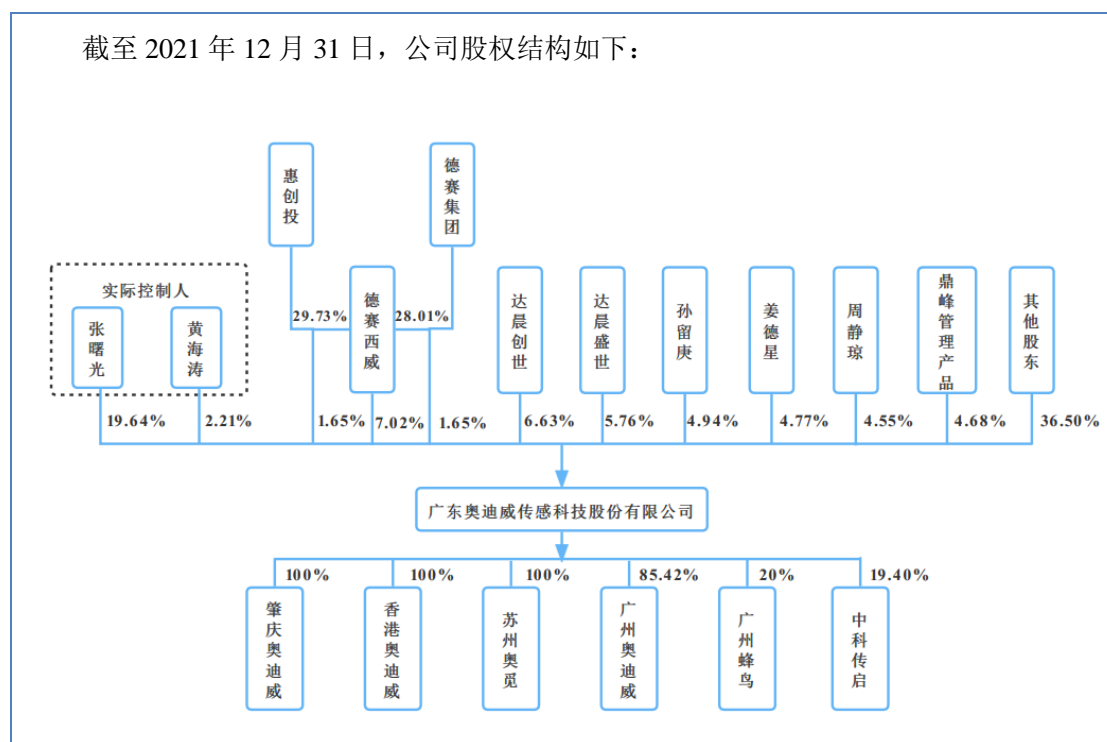 截至 2021 年 12 月 31 日，公司股权结构如下：
惠创投
德赛集团
实际控制人
张曙光
黄海涛
29.73%
德赛西威
28.01%
达晨创世
达晨盛世
孙留庚
姜德星
周静琼
鼎峰管理产品
其他股东
19.64%
2.21%
1.65%
7.02%
1.65%
6.63%
5.76%
4.94%
4.77%
4.55%
4.68%
36.50%
广东奥迪威传感科技股份有限公司
100%
100%
100%
85.42%
20%
19.40%
肇庆奥迪威
香港奥迪威
苏州奥觅
广州奥迪威
广州蜂鸟
中科传启